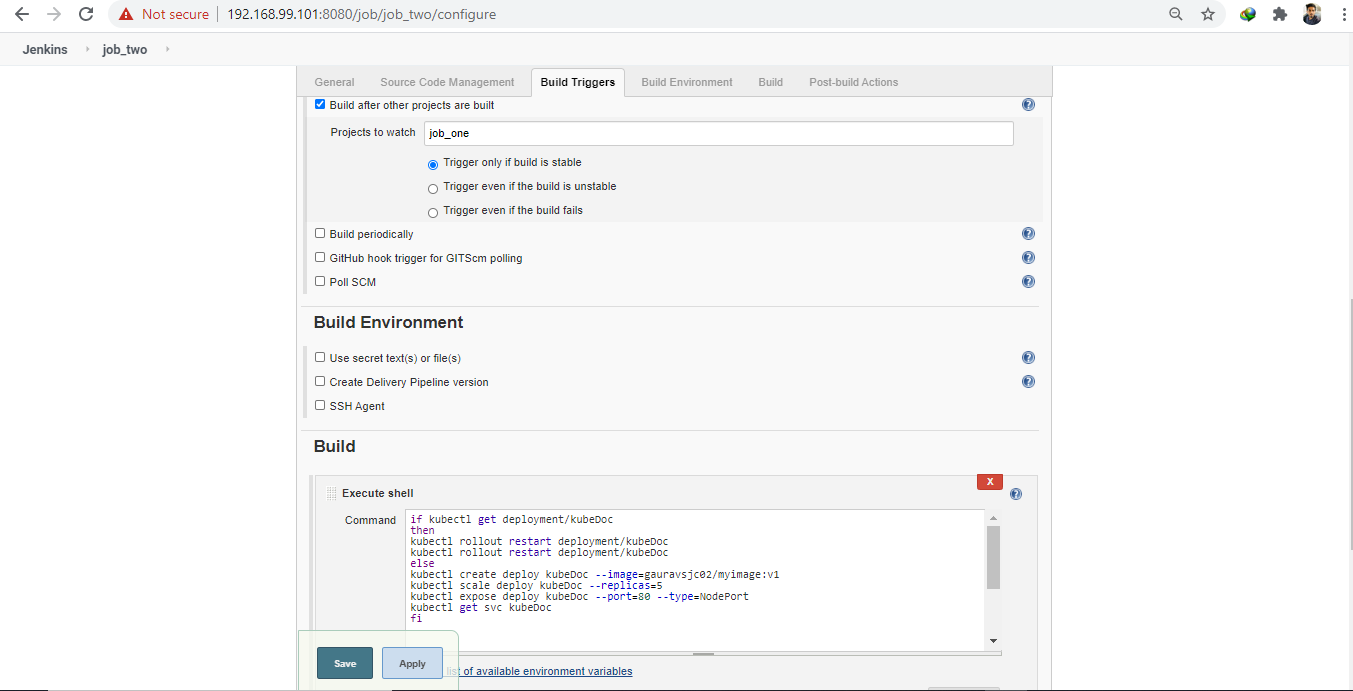 Not secure 192.168.99.101:8080/job/job_two/configure
Jenkins job_two
General Source Code Management Build Triggers Build Environment Build Post-build Actions
Build after other projects are built
Projects to watch job_one
Trigger only if build is stable
Trigger even if the build is unstable
Trigger even if the build fails
Build periodically
GitHub hook trigger for GITScm polling
Poll SCM
Build Environment
Use secret text(s) or file(s)
Create Delivery Pipeline version
SSH Agent
Build
X
Execute shell
Command
if kubectl get deployment/kubeDoc
then
kubectl rollout restart deployment/kubeDoc
kubectl rollout restart deployment/kubeDoc
else
kubectl create deploy kubeDoc --image=gauravsjc02/myimage:v1
kubectl scale deploy kubeDoc --replicas=5
kubectl expose deploy kubeDoc --port=80 --type=NodePort
kubectl get svc kubeDoc
fi
Save Apply
list of available environment variables